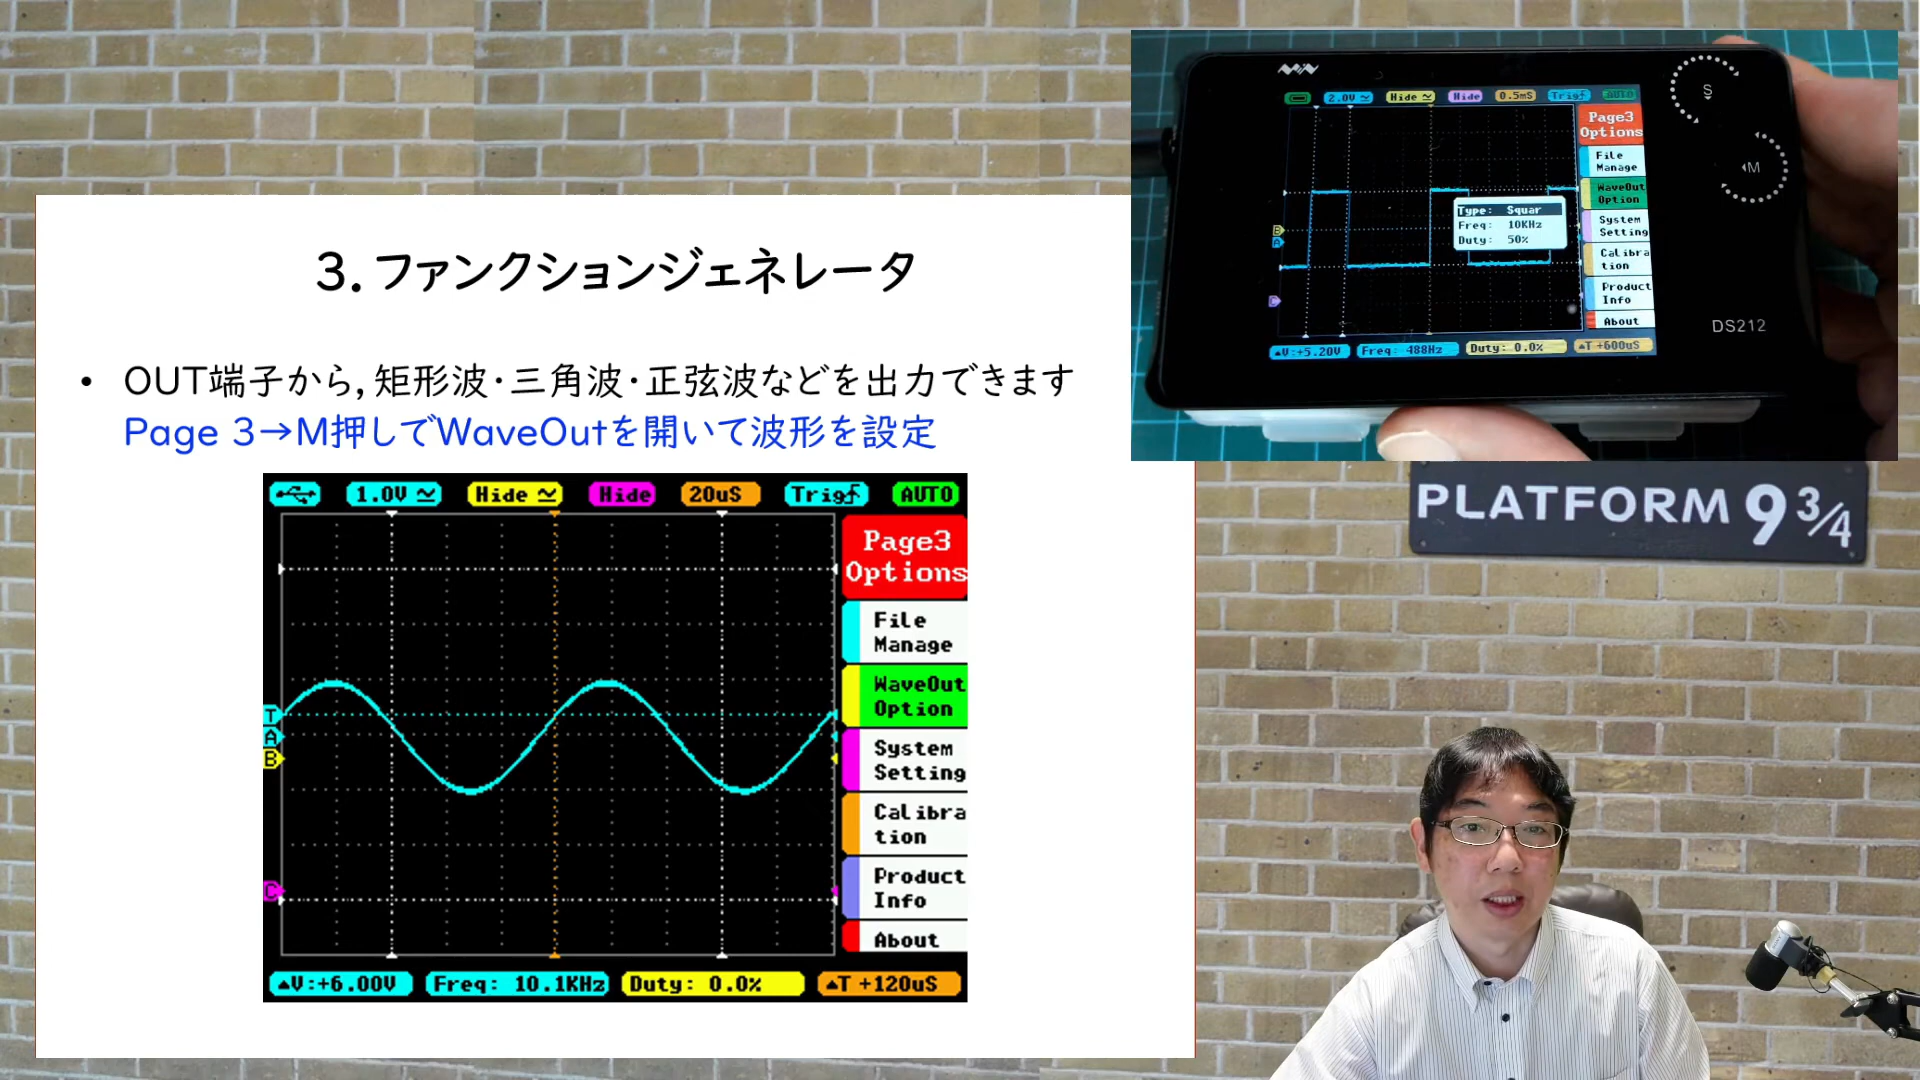 3. ファンクションジェネレータ
• OUT端子から, 矩形波・三角波・正弦波などを出力できます
Page 3→M押しでWaveOutを開いて波形を設定
1.0V Hide Hide 20uS Trig AUTO
Page3
Options
File
Manage
WaveOut
Option
System
Setting
Calibra
tion
Product
Info
About
T
A
B
C
▲V:+6.00V Freq: 10.1KHz Duty: 0.0% ▲T +120uS
2.0V Hide Hide 0.5mS Trig AUTO
Page3
Options
File
Manage
WaveOut
Option
System
Setting
Calibra
tion
Product
Info
About
Type: Squar
Freq: 10KHz
Duty: 50%
B
A
C
▲V:+5.20V Freq: 488Hz Duty: 0.0% ▲T +600uS
S
M
DS212
PLATFORM 9 3/4